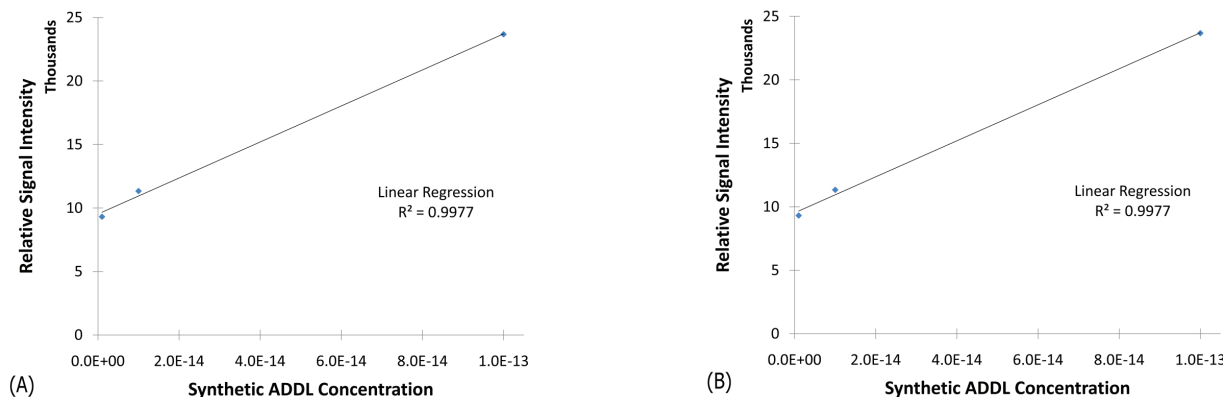 25
20
15
10
5
0
Thousands
Relative Signal Intensity
Linear Regression
R² = 0.9977
0.0E+00 2.0E-14 4.0E-14 6.0E-14 8.0E-14 1.0E-13
Synthetic ADDL Concentration
(A)
25
20
15
10
5
0
Thousands
Relative Signal Intensity
Linear Regression
R² = 0.9977
0.0E+00 2.0E-14 4.0E-14 6.0E-14 8.0E-14 1.0E-13
Synthetic ADDL Concentration
(B)